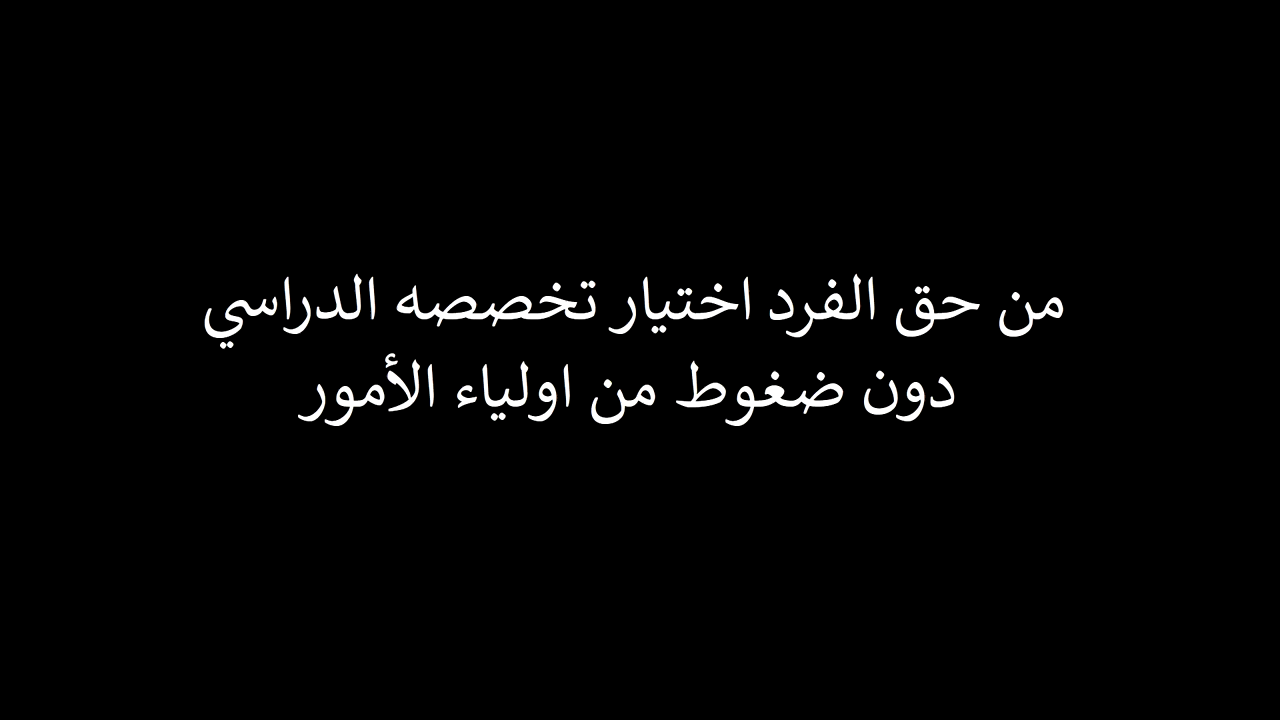 من حق الفرد اختيار تخصصه الدراسي
دون ضغوط من اولياء الأمور